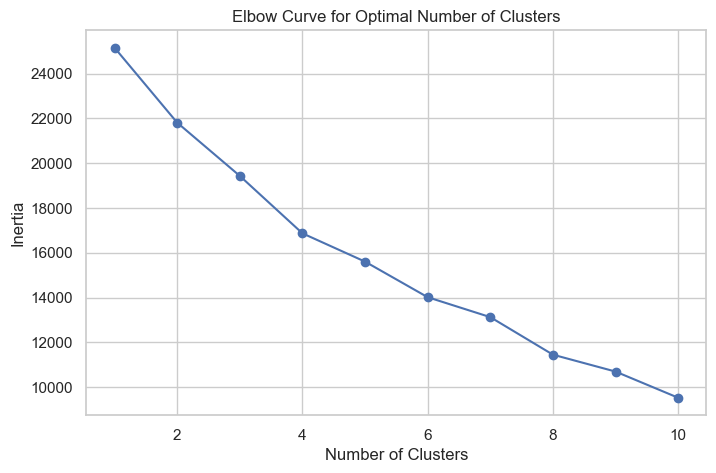 Elbow Curve for Optimal Number of Clusters
24000
22000
20000
18000
16000
14000
12000
10000
Inertia
2 4 6 8 10
Number of Clusters